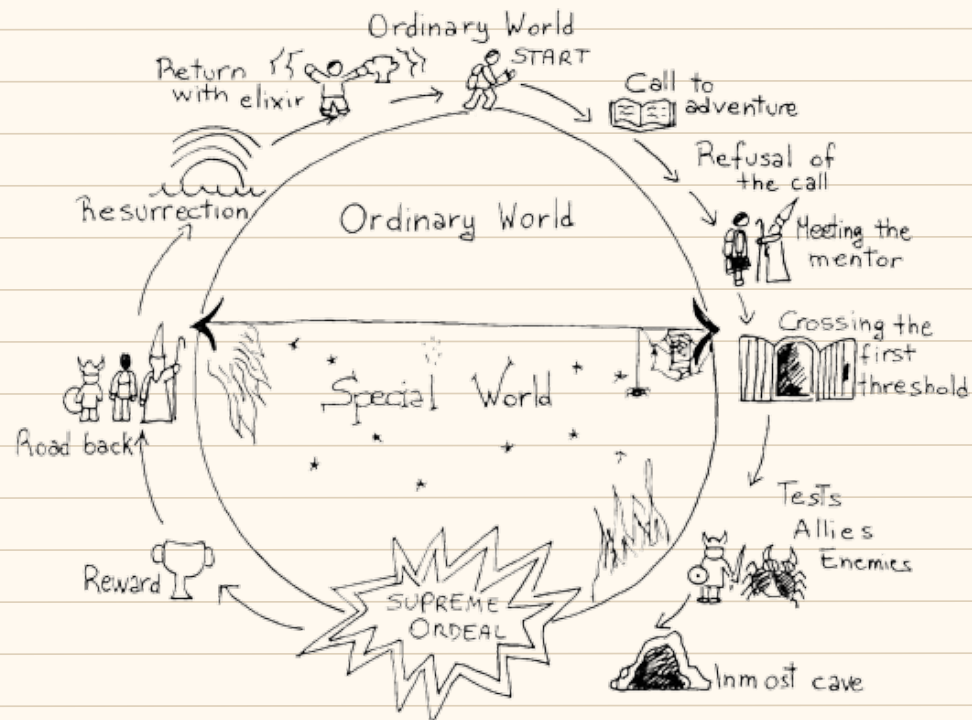 Ordinary World
START
Call to
adventure
Refusal of
the call
Meeting the
mentor
Crossing the
first
threshold
Tests
Allies
Enemies
Inmost cave
SUPREME
ORDEAL
Reward
Road back
Resurrection
Return
with elixir
Ordinary World
Special World